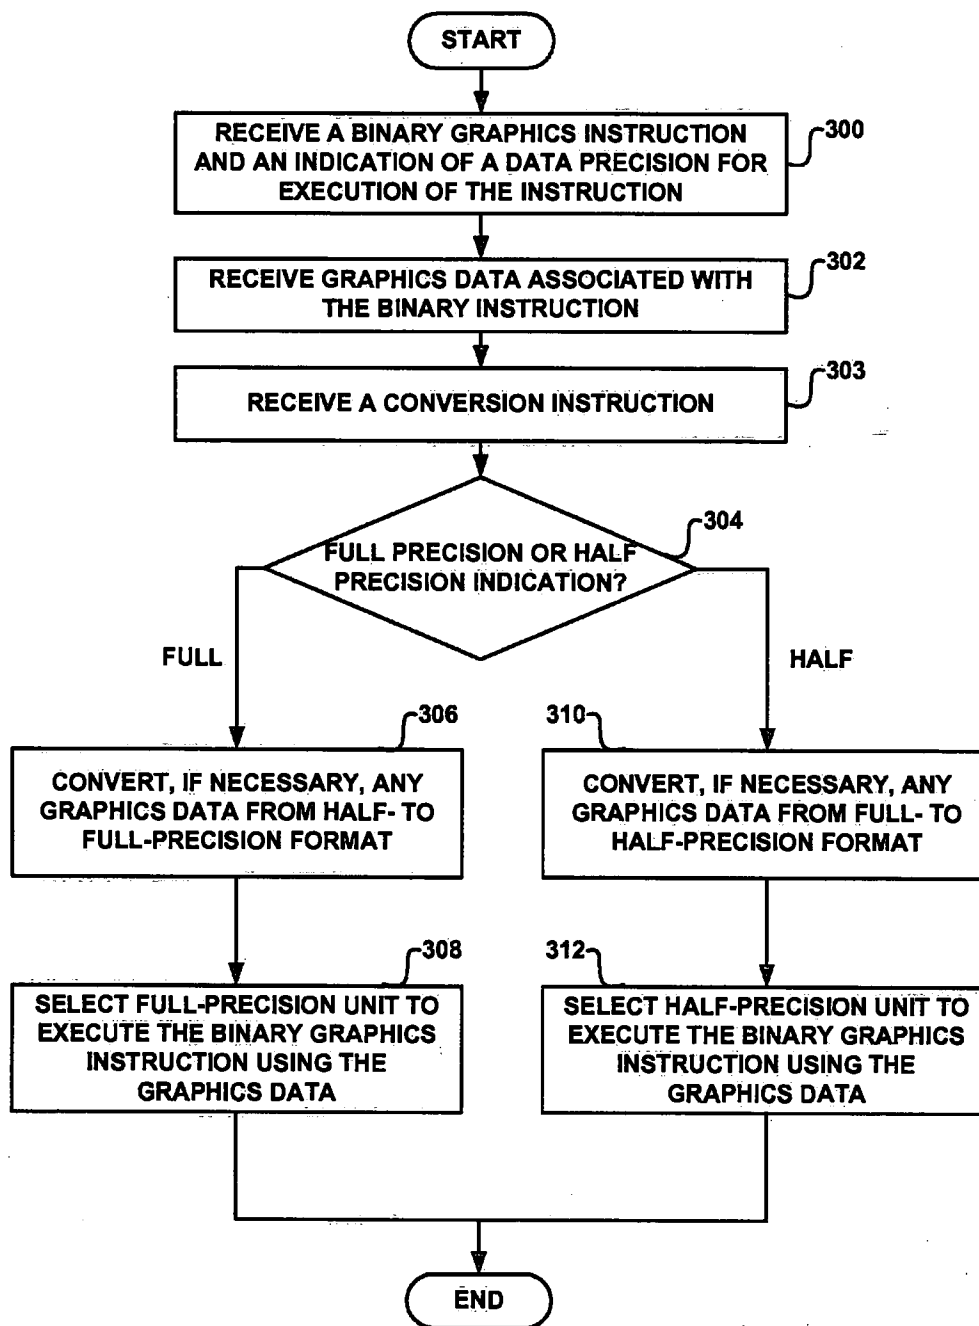 START
RECEIVE A BINARY GRAPHICS INSTRUCTION
AND AN INDICATION OF A DATA PRECISION FOR
EXECUTION OF THE INSTRUCTION
300
RECEIVE GRAPHICS DATA ASSOCIATED WITH
THE BINARY INSTRUCTION
302
RECEIVE A CONVERSION INSTRUCTION
303
FULL PRECISION OR HALF
PRECISION INDICATION?
304
FULL
HALF
306
CONVERT, IF NECESSARY, ANY
GRAPHICS DATA FROM HALF- TO
FULL-PRECISION FORMAT
310
CONVERT, IF NECESSARY, ANY
GRAPHICS DATA FROM FULL- TO
HALF-PRECISION FORMAT
308
SELECT FULL-PRECISION UNIT TO
EXECUTE THE BINARY GRAPHICS
INSTRUCTION USING THE
GRAPHICS DATA
312
SELECT HALF-PRECISION UNIT TO
EXECUTE THE BINARY GRAPHICS
INSTRUCTION USING THE
GRAPHICS DATA
END